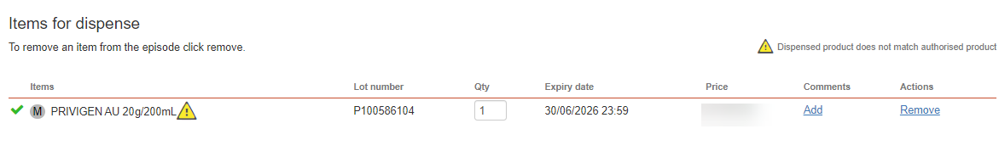 Items for dispense
To remove an item from the episode click remove.
Dispensed product does not match authorised product
Items Lot number Qty Expiry date Price Comments Actions
M PRIVIGEN AU 20g/200mL P100586104 1 30/06/2026 23:59 Add Remove